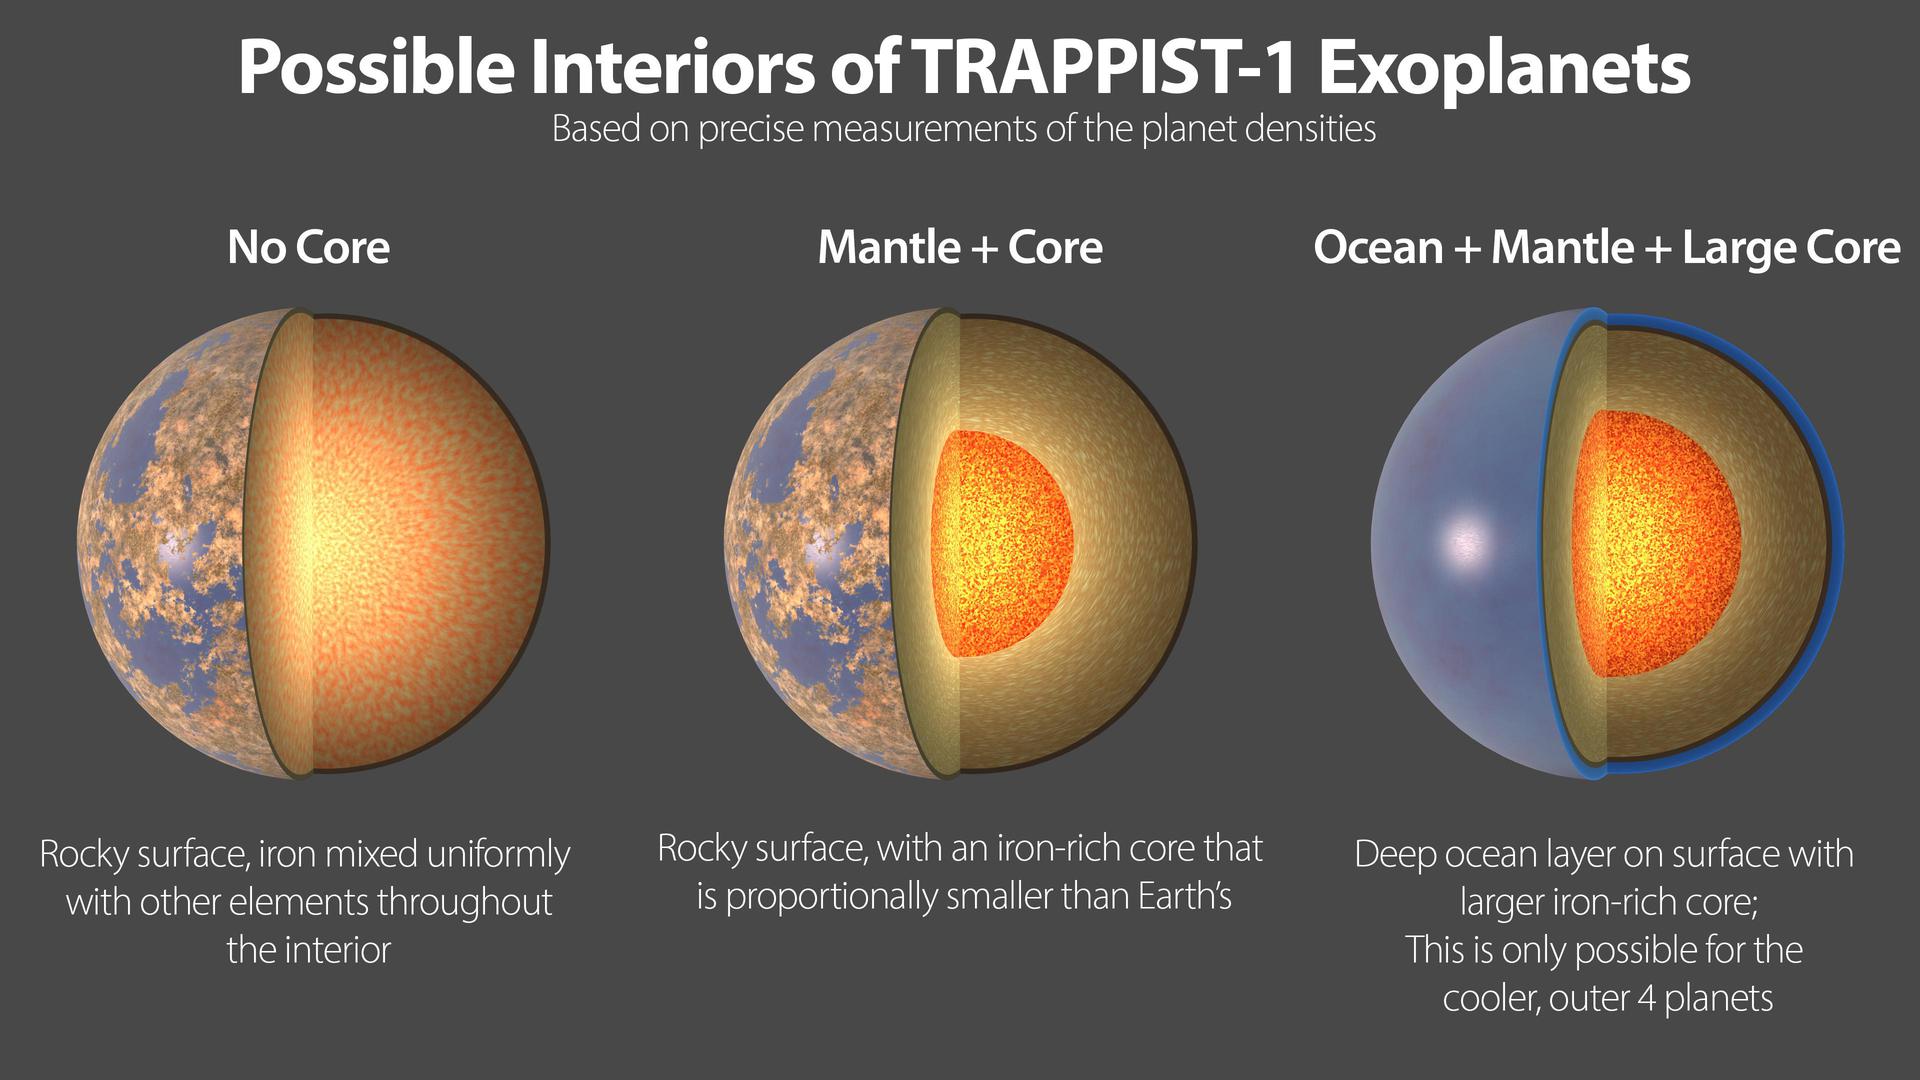 Possible Interiors of TRAPPIST-1 Exoplanets
Based on precise measurements of the planet densities
No Core
Rocky surface, iron mixed uniformly
with other elements throughout
the interior
Mantle + Core
Rocky surface, with an iron-rich core that
is proportionally smaller than Earth’s
Ocean + Mantle + Large Core
Deep ocean layer on surface with
larger iron-rich core;
This is only possible for the
cooler, outer 4 planets